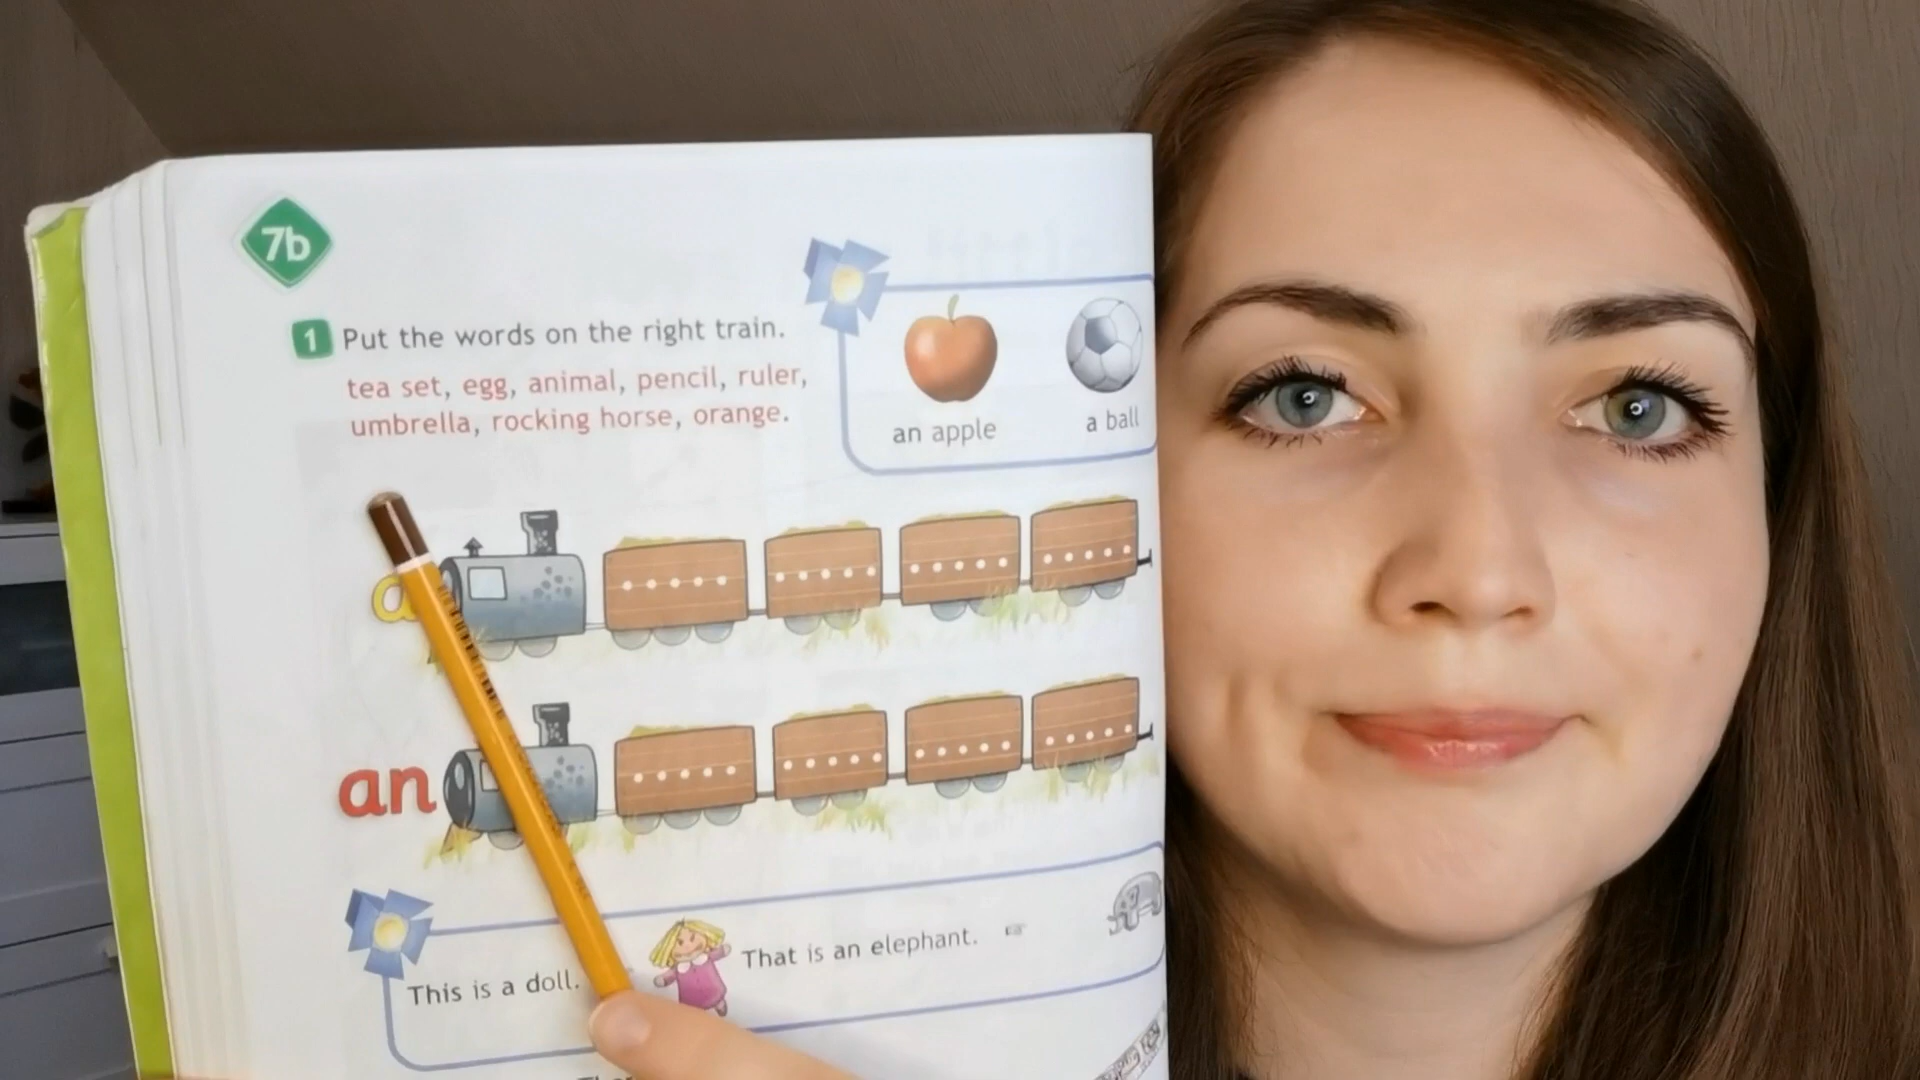 7b
1 Put the words on the right train.
tea set, egg, animal, pencil, ruler,
umbrella, rocking horse, orange.
an apple
a ball
a
an
This is a doll.
That is an elephant.